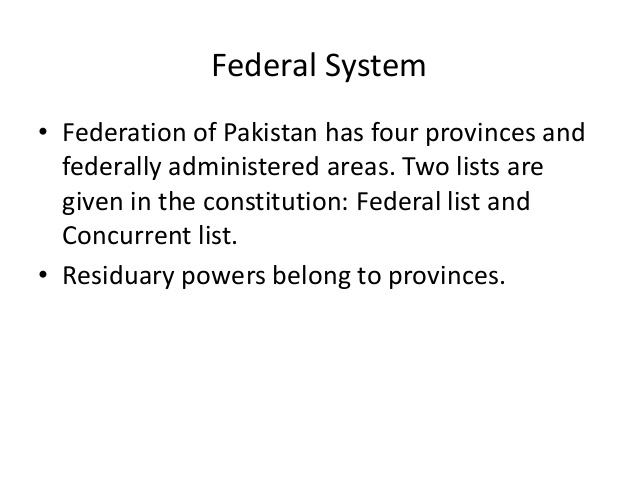 Federal System
• Federation of Pakistan has four provinces and
federally administered areas. Two lists are
given in the constitution: Federal list and
Concurrent list.
• Residuary powers belong to provinces.